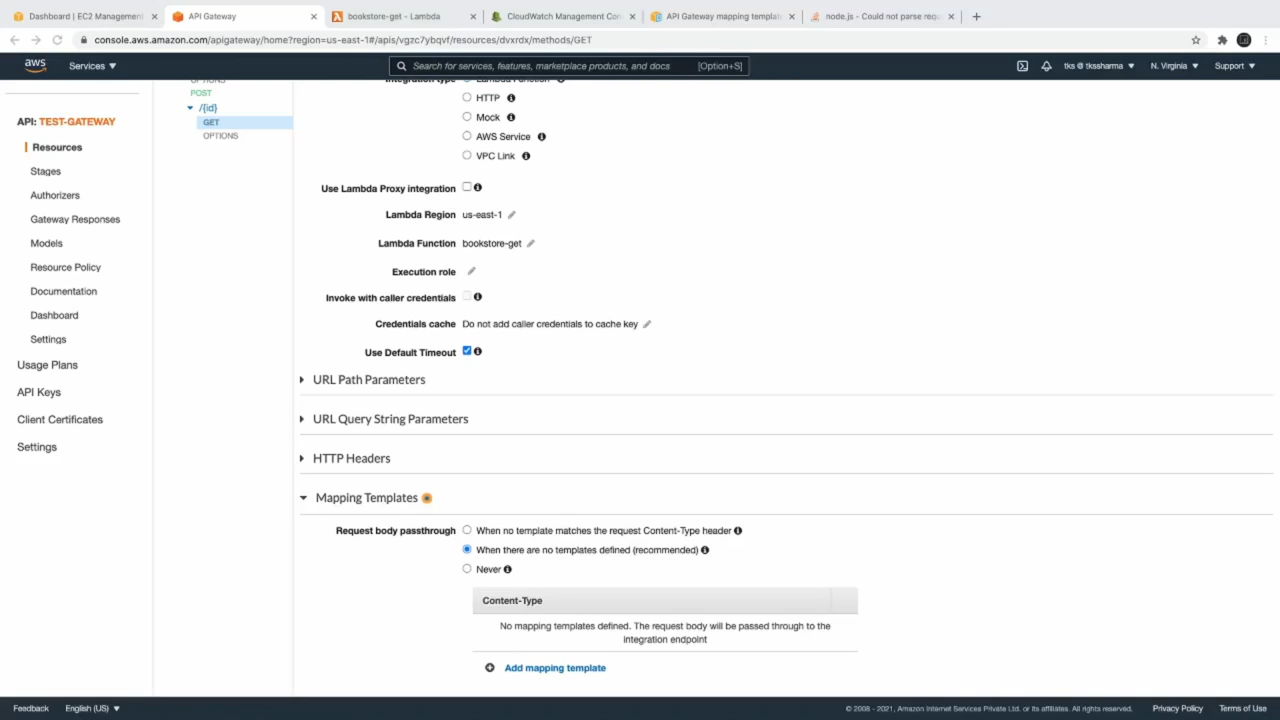 Dashboard | EC2 Management
API Gateway
bookstore-get - Lambda
CloudWatch Management Con
API Gateway mapping templat
node.js - Could not parse requ
console.aws.amazon.com/apigateway/home?region=us-east-1#/apis/vgzc7ybqvf/resources/dvxrdx/methods/GET
aws
Services
Search for services, features, marketplace products, and docs
[Option+S]
tks @ tkssharma
N. Virginia
Support
OPTIONS
POST
/{id}
GET
OPTIONS
API: TEST-GATEWAY
Resources
Stages
Authorizers
Gateway Responses
Models
Resource Policy
Documentation
Dashboard
Settings
Usage Plans
API Keys
Client Certificates
Settings
Integration type
Lambda Function
HTTP
Mock
AWS Service
VPC Link
Use Lambda Proxy integration
Lambda Region us-east-1
Lambda Function bookstore-get
Execution role
Invoke with caller credentials
Credentials cache Do not add caller credentials to cache key
Use Default Timeout
URL Path Parameters
URL Query String Parameters
HTTP Headers
Mapping Templates
Request body passthrough
When no template matches the request Content-Type header
When there are no templates defined (recommended)
Never
Content-Type
No mapping templates defined. The request body will be passed through to the
integration endpoint
Add mapping template
Feedback
English (US)
© 2008 - 2021, Amazon Internet Services Private Ltd. or its affiliates. All rights reserved.
Privacy Policy
Terms of Use